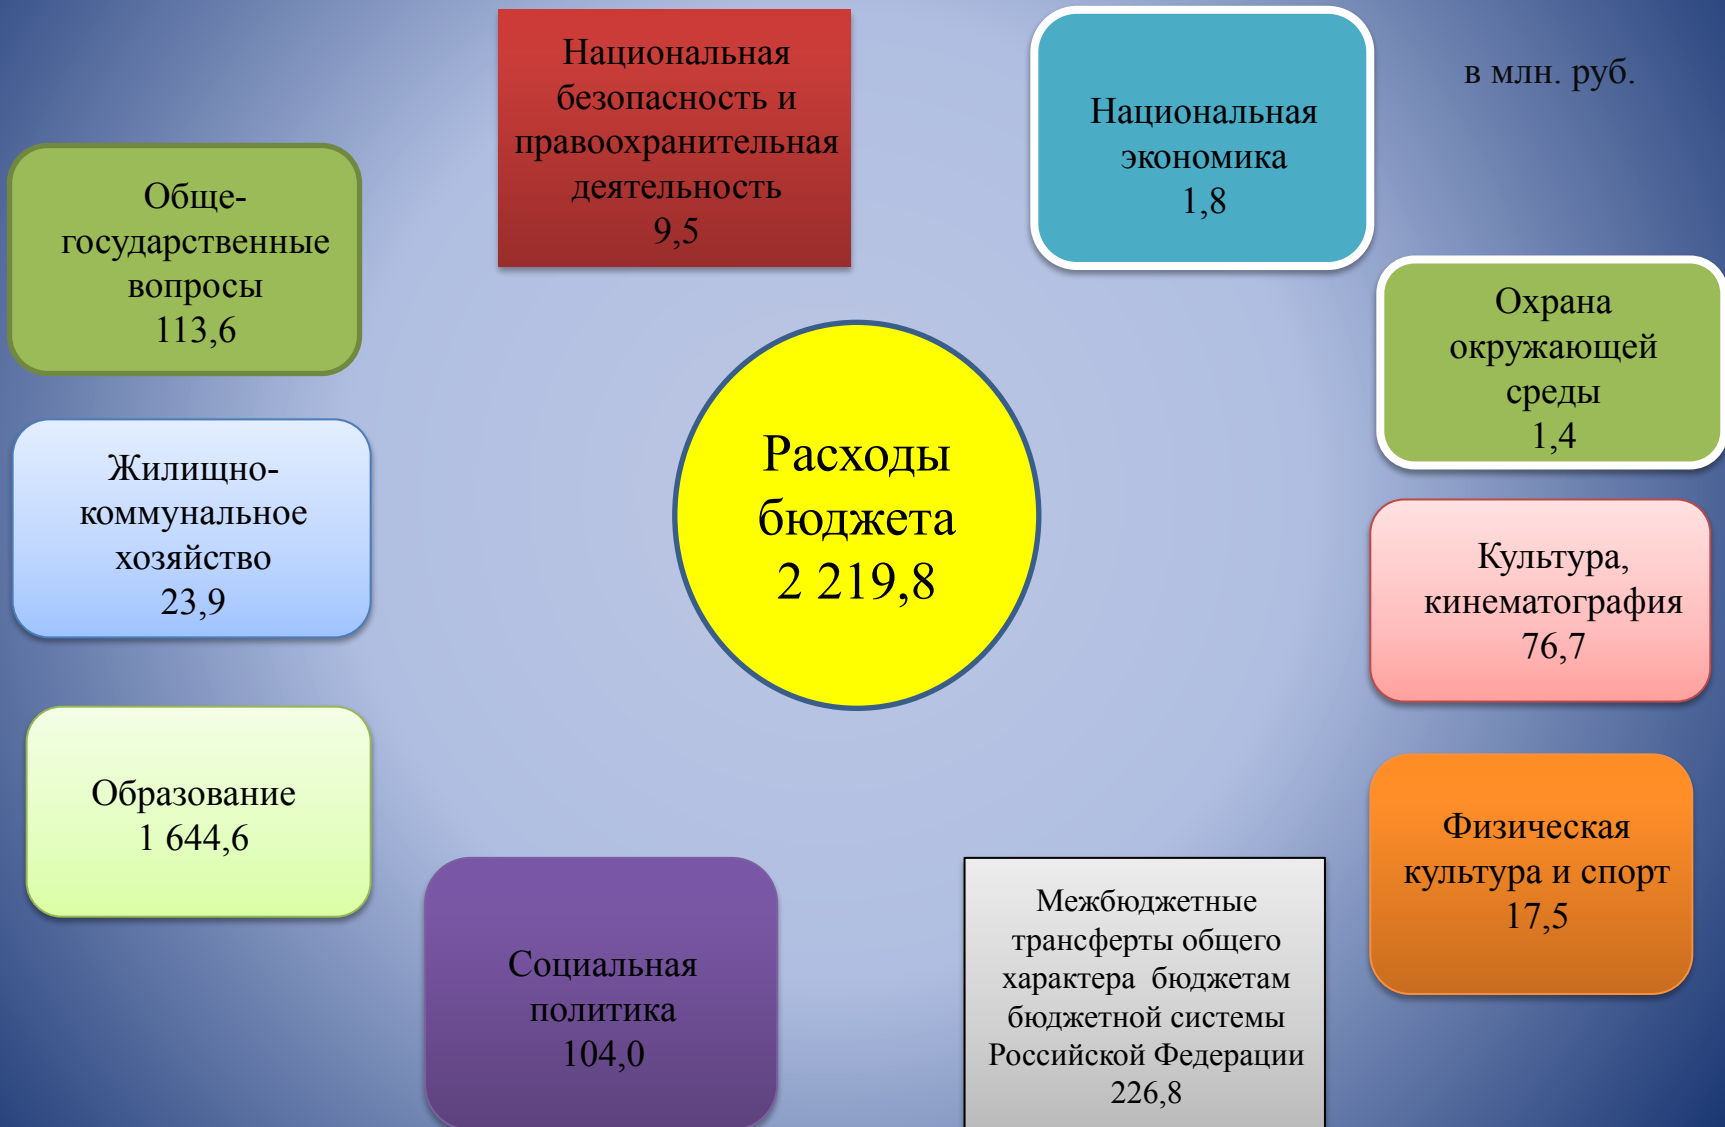 Национальная
безопасность и
правоохранительная
деятельность
9,5
Национальная
экономика
1,8
в млн. руб.
Обще-
государственные
вопросы
113,6
Охрана
окружающей
среды
1,4
Жилищно-
коммунальное
хозяйство
23,9
Расходы
бюджета
2 219,8
Культура,
кинематография
76,7
Образование
1 644,6
Физическая
культура и спорт
17,5
Социальная
политика
104,0
Межбюджетные
трансферты общего
характера бюджетам
бюджетной системы
Российской Федерации
226,8